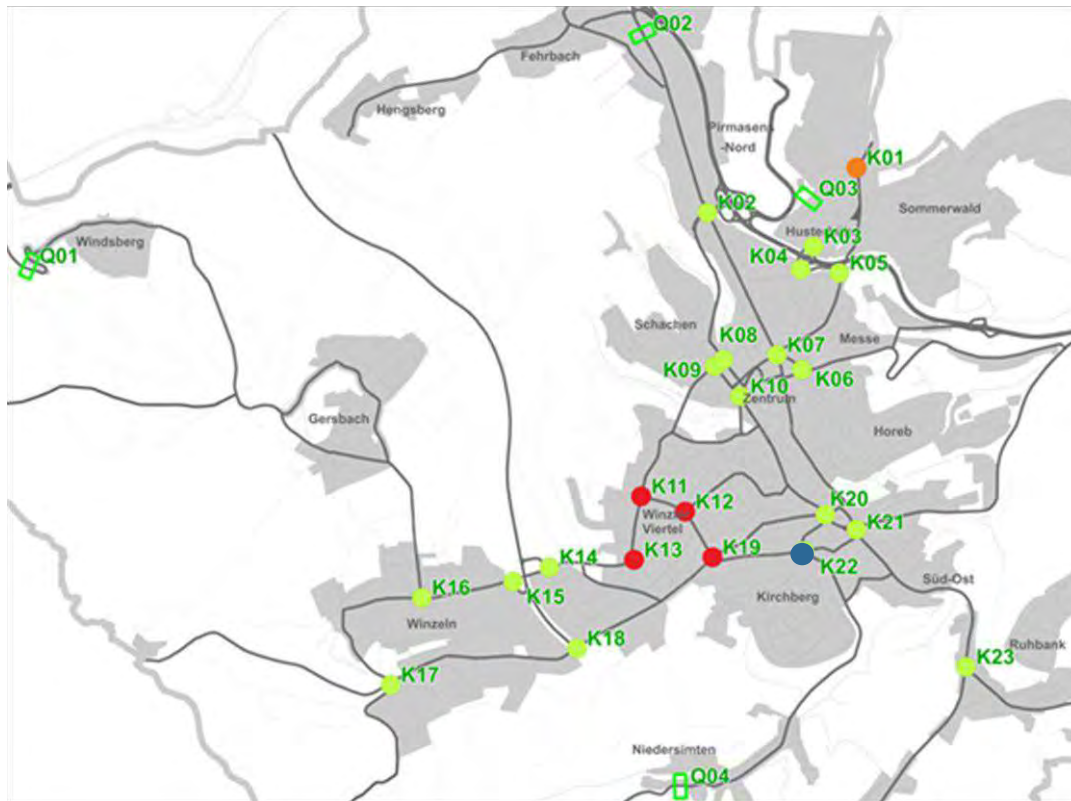 Q02
Fehrbach
Hengsberg
Pirmasens
-Nord
K01
Q03
Sommerwald
K02
Windsberg
Q01
K03
K04
K05
Schachen
K08
K07
Messe
K09
K10
K06
Zentrum
Gersbach
Horeb
K11
K12
K20
Winzler
Viertel
K21
K13
K19
K14
K22
K15
K16
Süd-Ost
Kirchberg
Winzeln
K18
Ruhbank
K23
K17
Niedersimten
Q04